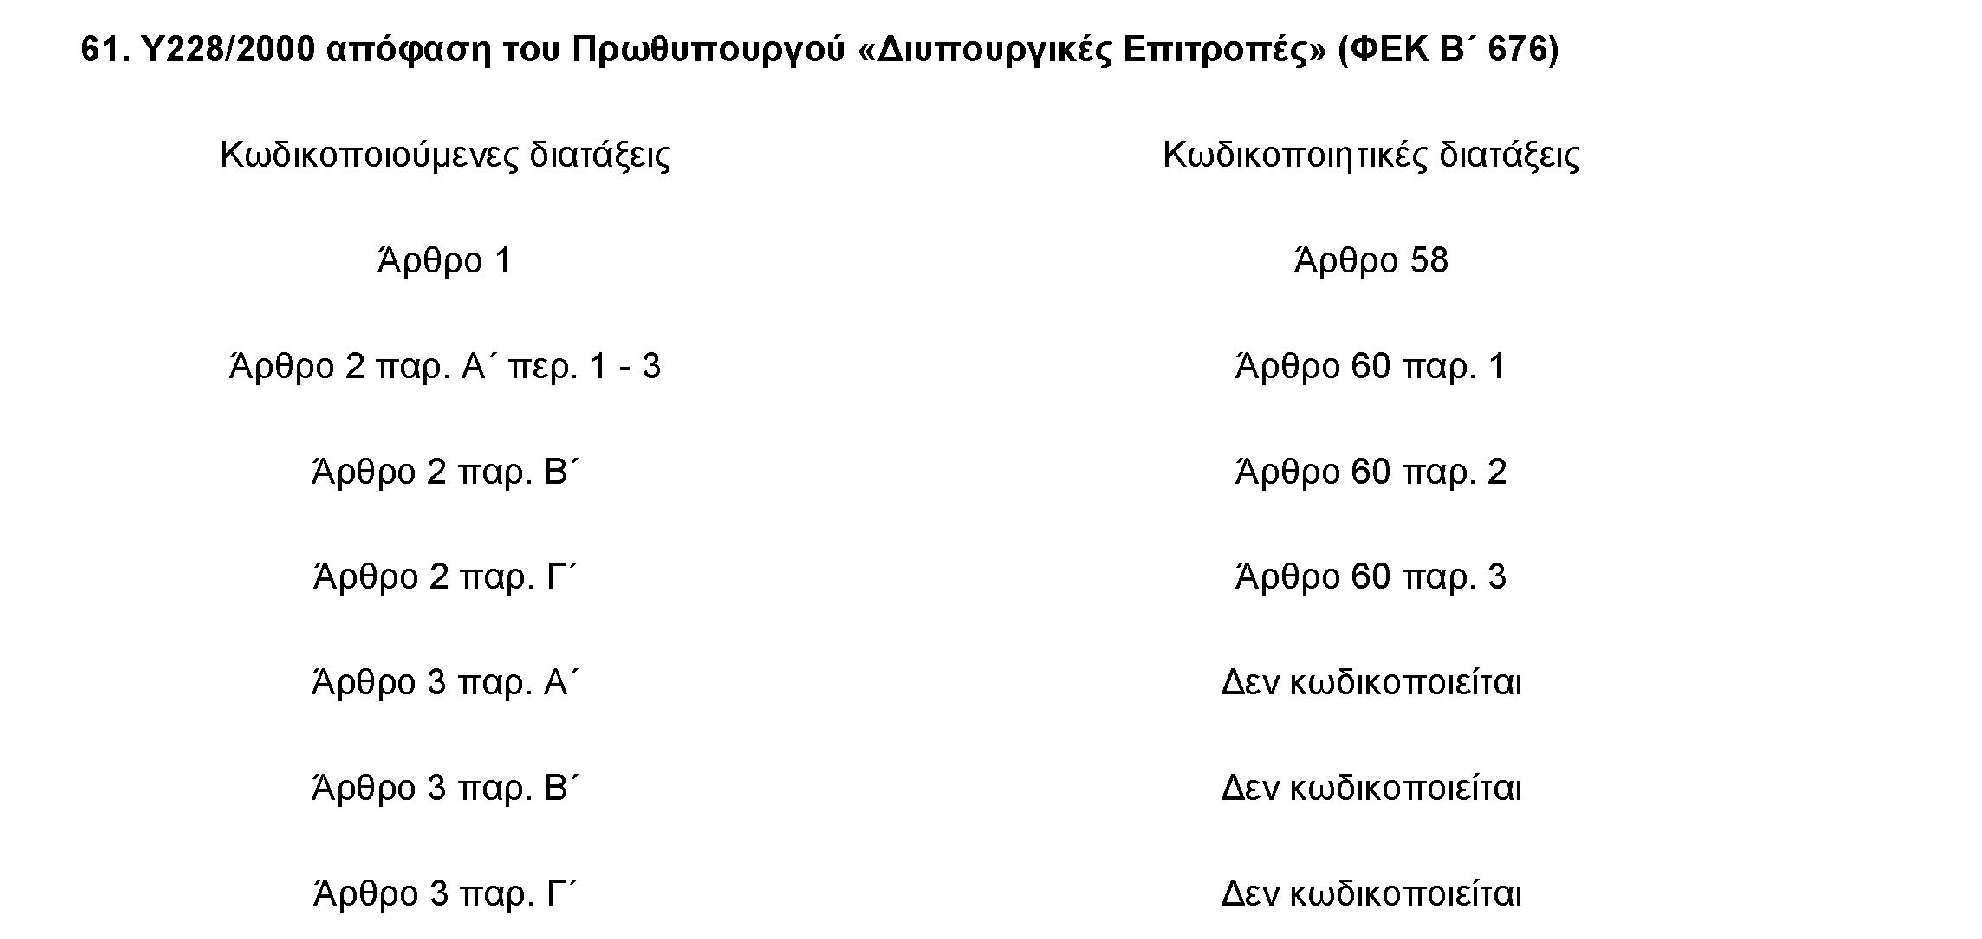 61. Υ228/2000 απόφαση του Πρωθυπουργού «Διυπουργικές Επιτροπές» (ΦΕΚ Β΄ 676)
Κωδικοποιούμενες διατάξεις Κωδικοποιητικές διατάξεις
Άρθρο 1 Άρθρο 58
Άρθρο 2 παρ. Α΄ περ. 1 - 3 Άρθρο 60 παρ. 1
Άρθρο 2 παρ. Β΄ Άρθρο 60 παρ. 2
Άρθρο 2 παρ. Γ΄ Άρθρο 60 παρ. 3
Άρθρο 3 παρ. Α΄ Δεν κωδικοποιείται
Άρθρο 3 παρ. Β΄ Δεν κωδικοποιείται
Άρθρο 3 παρ. Γ΄ Δεν κωδικοποιείται